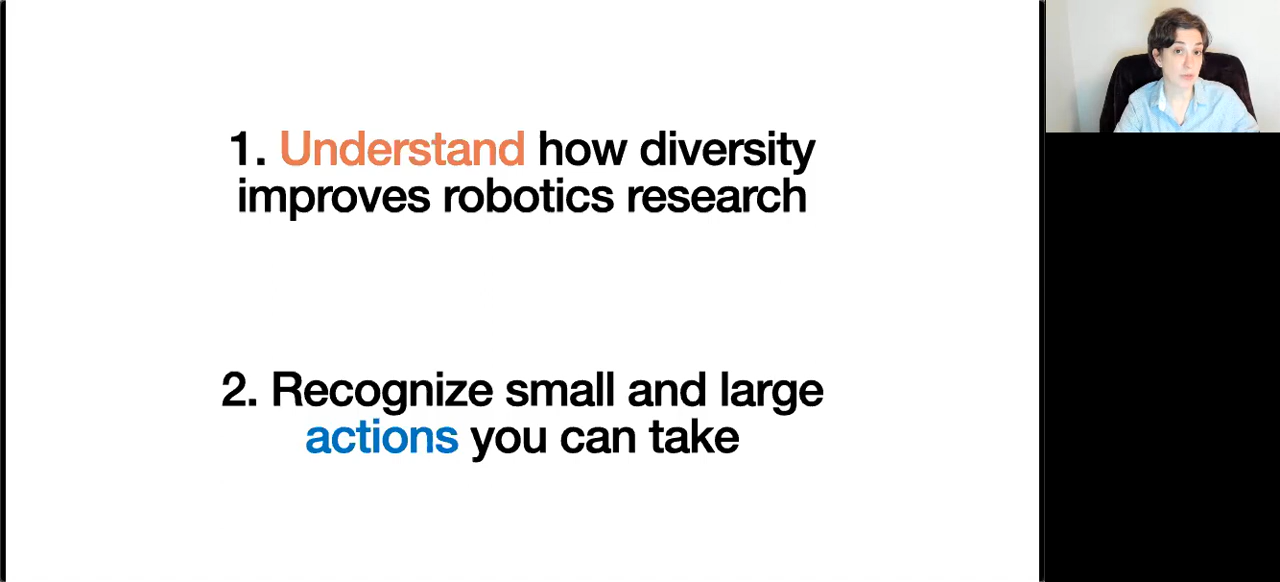 1. Understand how diversity
improves robotics research
2. Recognize small and large
actions you can take